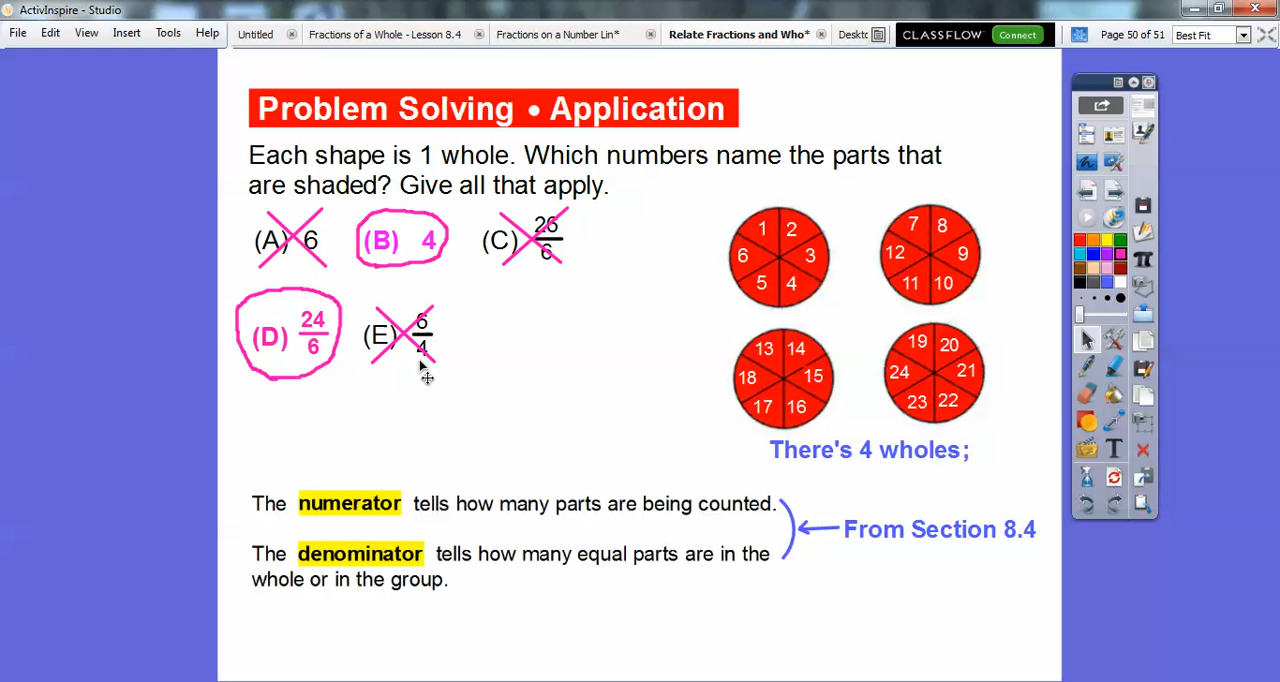 ActivInspire - Studio
File Edit View Insert Tools Help
Untitled Fractions of a Whole - Lesson 8.4 Fractions on a Number Lin* Relate Fractions and Who* Deskto
CLASSFLOW Connect
Page 50 of 51 Best Fit
Problem Solving • Application
Each shape is 1 whole. Which numbers name the parts that
are shaded? Give all that apply.
(A) 6 (B) 4 (C) 26/6
(D) 24/6 (E) 6/4
1 2 3 4 5 6
7 8 9 10 11 12
13 14 15 16 17 18
19 20 21 22 23 24
There's 4 wholes;
The numerator tells how many parts are being counted.
The denominator tells how many equal parts are in the
whole or in the group.
From Section 8.4